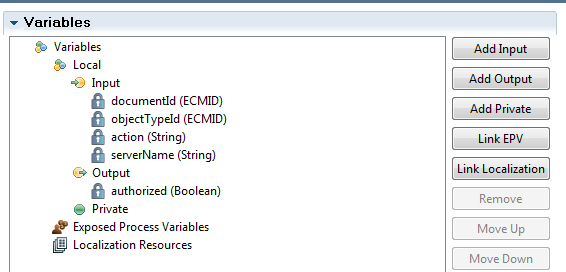 Variables
Variables
Local
Input
documentId (ECMID)
objectTypeId (ECMID)
action (String)
serverName (String)
Output
authorized (Boolean)
Private
Exposed Process Variables
Localization Resources
Add Input
Add Output
Add Private
Link EPV
Link Localization
Remove
Move Up
Move Down